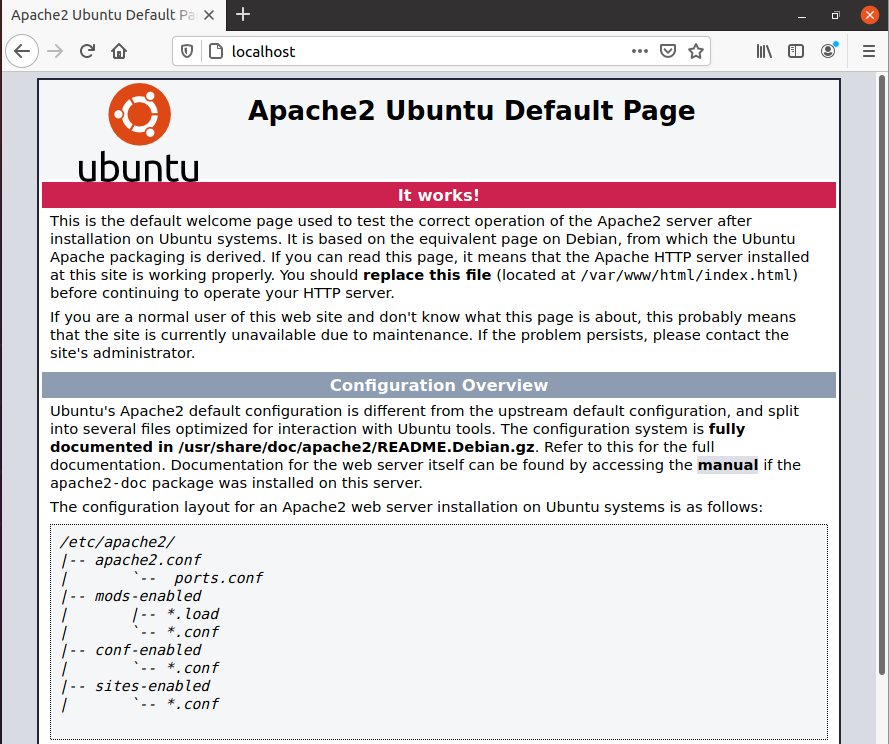 Apache2 Ubuntu Default Pa
localhost
ubuntu
Apache2 Ubuntu Default Page
It works!
This is the default welcome page used to test the correct operation of the Apache2 server after
installation on Ubuntu systems. It is based on the equivalent page on Debian, from which the Ubuntu
Apache packaging is derived. If you can read this page, it means that the Apache HTTP server installed
at this site is working properly. You should replace this file (located at /var/www/html/index.html)
before continuing to operate your HTTP server.
If you are a normal user of this web site and don't know what this page is about, this probably means
that the site is currently unavailable due to maintenance. If the problem persists, please contact the
site's administrator.
Configuration Overview
Ubuntu's Apache2 default configuration is different from the upstream default configuration, and split
into several files optimized for interaction with Ubuntu tools. The configuration system is fully
documented in /usr/share/doc/apache2/README.Debian.gz. Refer to this for the full
documentation. Documentation for the web server itself can be found by accessing the manual if the
apache2-doc package was installed on this server.
The configuration layout for an Apache2 web server installation on Ubuntu systems is as follows:
/etc/apache2/
|-- apache2.conf
|       `--  ports.conf
|-- mods-enabled
|       |-- *.load
|       `-- *.conf
|-- conf-enabled
|       `-- *.conf
|-- sites-enabled
|       `-- *.conf